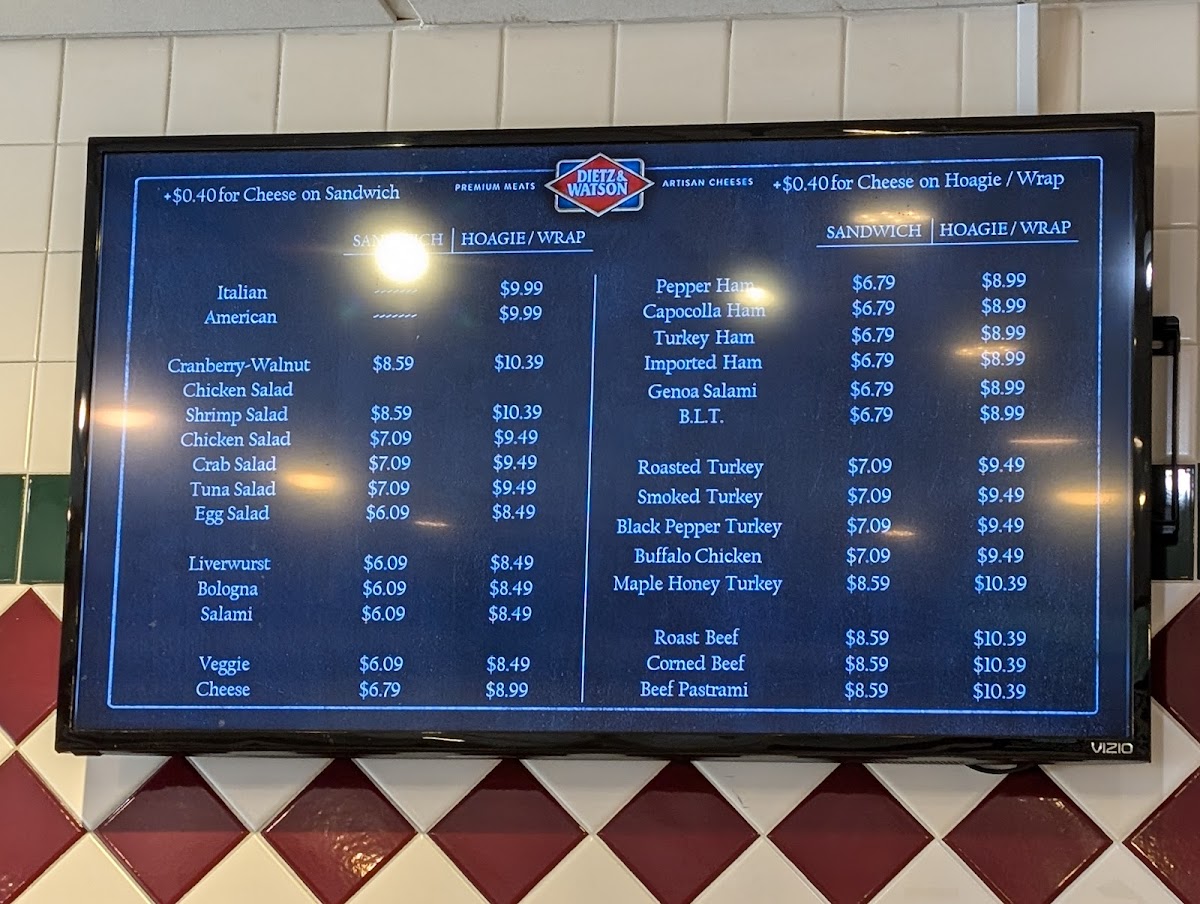 +$0.40 for Cheese on Sandwich
PREMIUM MEATS
DIETZ &
WATSON
ARTISAN CHEESES
+$0.40 for Cheese on Hoagie / Wrap
SANDWICH | HOAGIE / WRAP
Italian ------- $9.99
American ------- $9.99
Cranberry-Walnut $8.59 $10.39
Chicken Salad
Shrimp Salad $8.59 $10.39
Chicken Salad $7.09 $9.49
Crab Salad $7.09 $9.49
Tuna Salad $7.09 $9.49
Egg Salad $6.09 $8.49
Liverwurst $6.09 $8.49
Bologna $6.09 $8.49
Salami $6.09 $8.49
Veggie $6.09 $8.49
Cheese $6.79 $8.99
SANDWICH | HOAGIE / WRAP
Pepper Ham $6.79 $8.99
Capocolla Ham $6.79 $8.99
Turkey Ham $6.79 $8.99
Imported Ham $6.79 $8.99
Genoa Salami $6.79 $8.99
B.L.T. $6.79 $8.99
Roasted Turkey $7.09 $9.49
Smoked Turkey $7.09 $9.49
Black Pepper Turkey $7.09 $9.49
Buffalo Chicken $7.09 $9.49
Maple Honey Turkey $8.59 $10.39
Roast Beef $8.59 $10.39
Corned Beef $8.59 $10.39
Beef Pastrami $8.59 $10.39
VIZIO